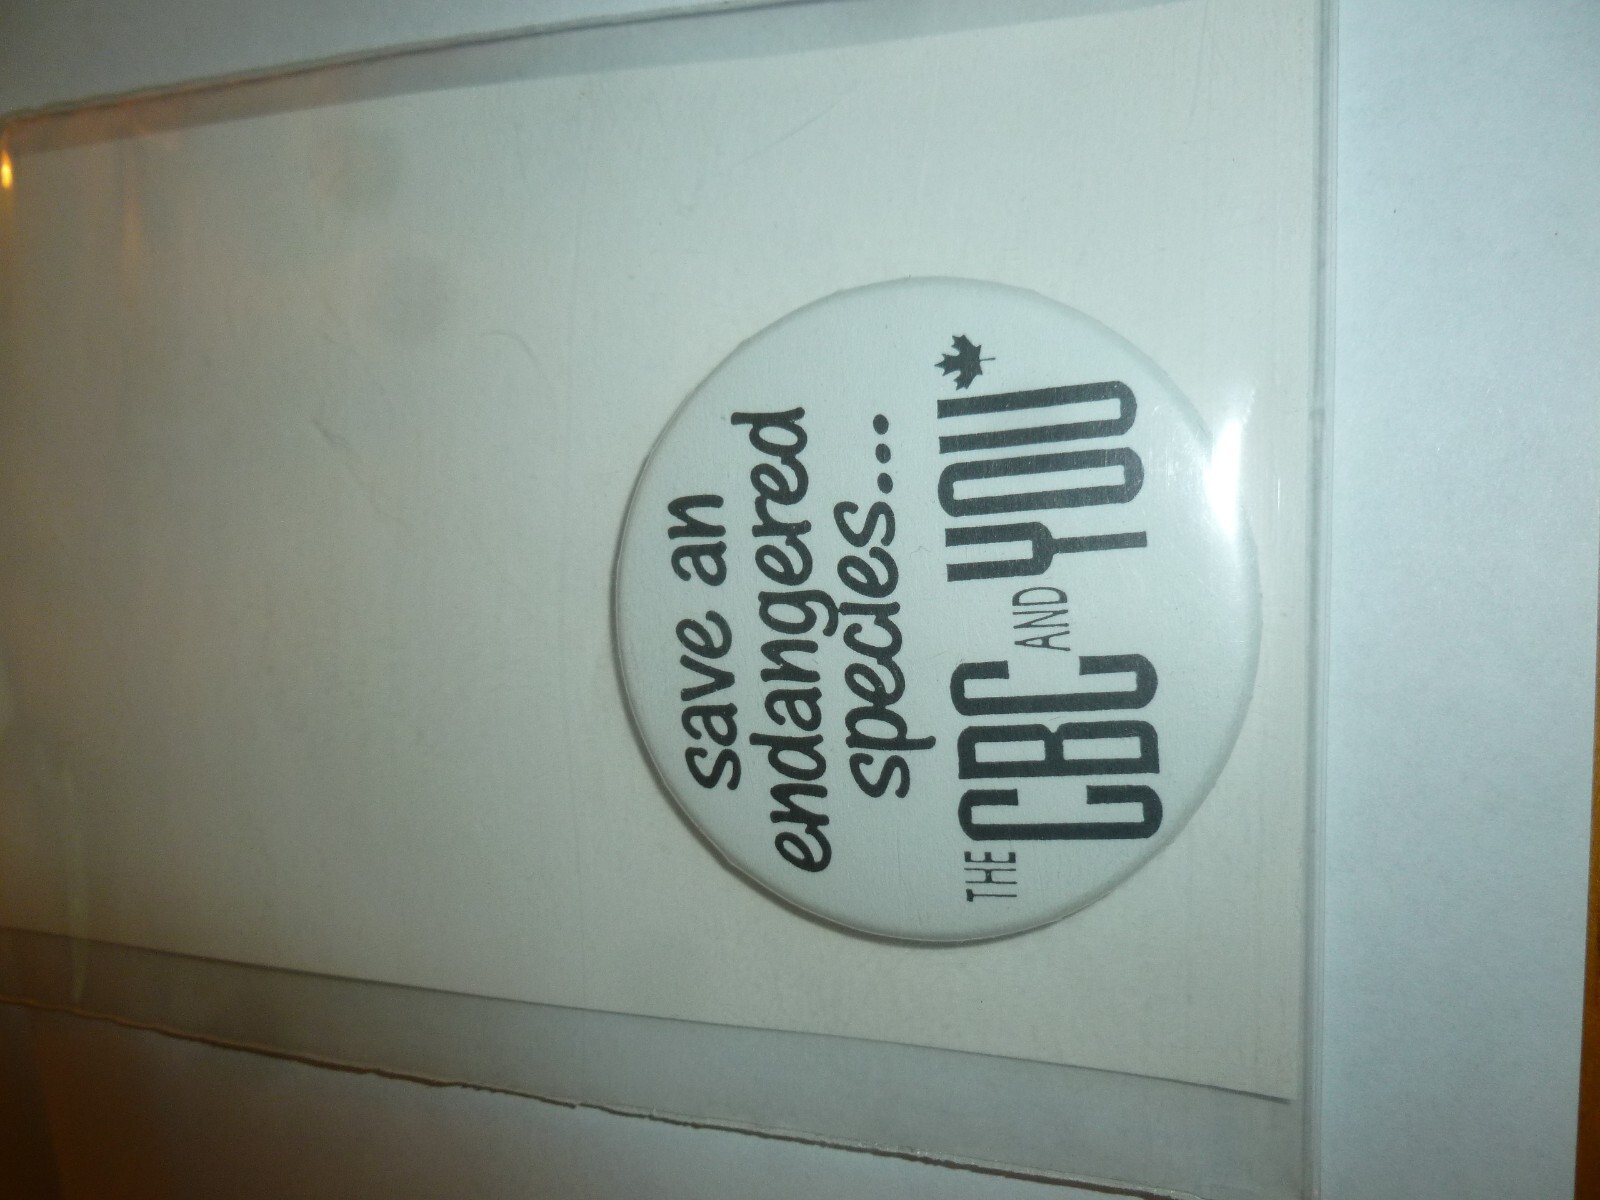 save an
endangered
species...
THE CBC AND YOU